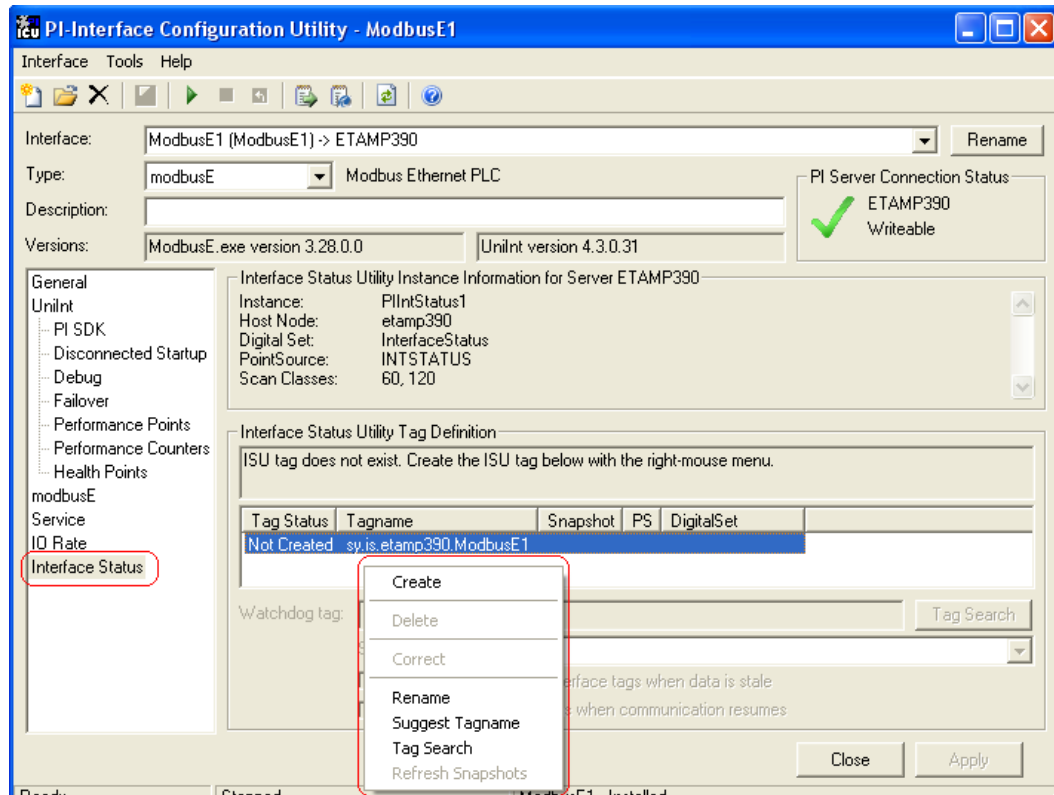 PI-Interface Configuration Utility - ModbusE1
Interface Tools Help
Interface: ModbusE1 (ModbusE1) -> ETAMP390 Rename
Type: modbusE Modbus Ethernet PLC
PI Server Connection Status
ETAMP390
Writeable
Description:
Versions: ModbusE.exe version 3.28.0.0 UniInt version 4.3.0.31
General
UniInt
PI SDK
Disconnected Startup
Debug
Failover
Performance Points
Performance Counters
Health Points
modbusE
Service
IO Rate
Interface Status
Interface Status Utility Instance Information for Server ETAMP390
Instance: PIIntStatus1
Host Node: etamp390
Digital Set: InterfaceStatus
PointSource: INTSTATUS
Scan Classes: 60, 120
Interface Status Utility Tag Definition
ISU tag does not exist. Create the ISU tag below with the right-mouse menu.
Tag Status Tagname Snapshot PS DigitalSet
Not Created sy.is.etamp390.ModbusE1
Create
Delete
Correct
Rename
Suggest Tagname
Tag Search
Refresh Snapshots
Watchdog tag: Tag Search
erface tags when data is stale
s when communication resumes
Close Apply
Ready Stopped ModbusE1 - Installed